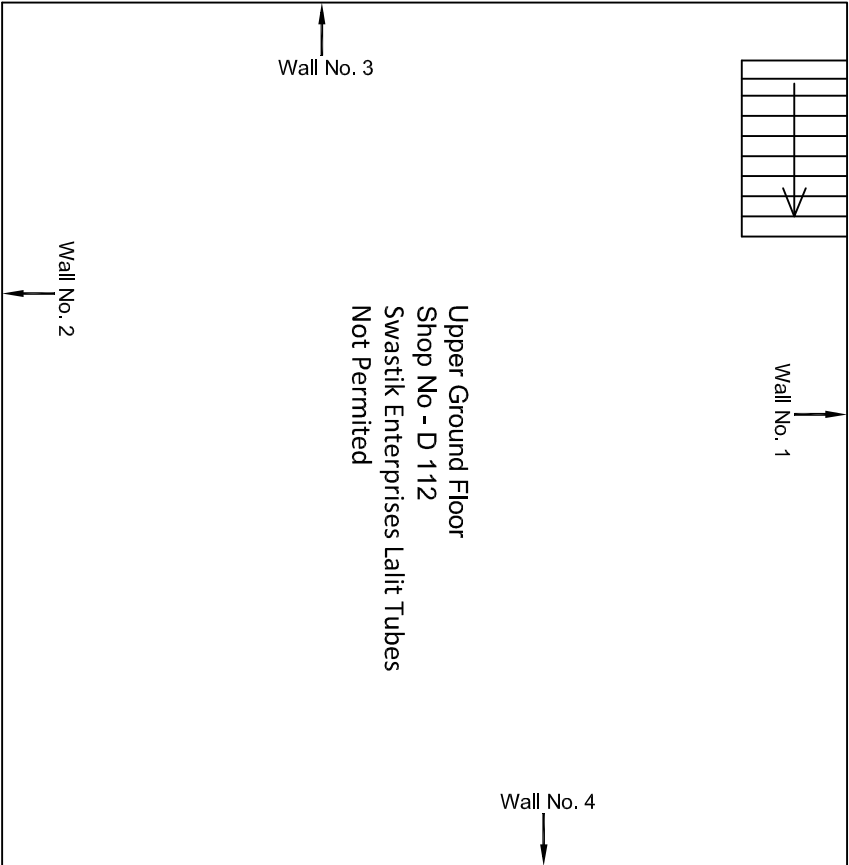 Wall No. 3
Wall No. 2
Wall No. 1
Upper Ground Floor
Shop No - D 112
Swastik Enterprises Lalit Tubes
Not Permited
Wall No. 4